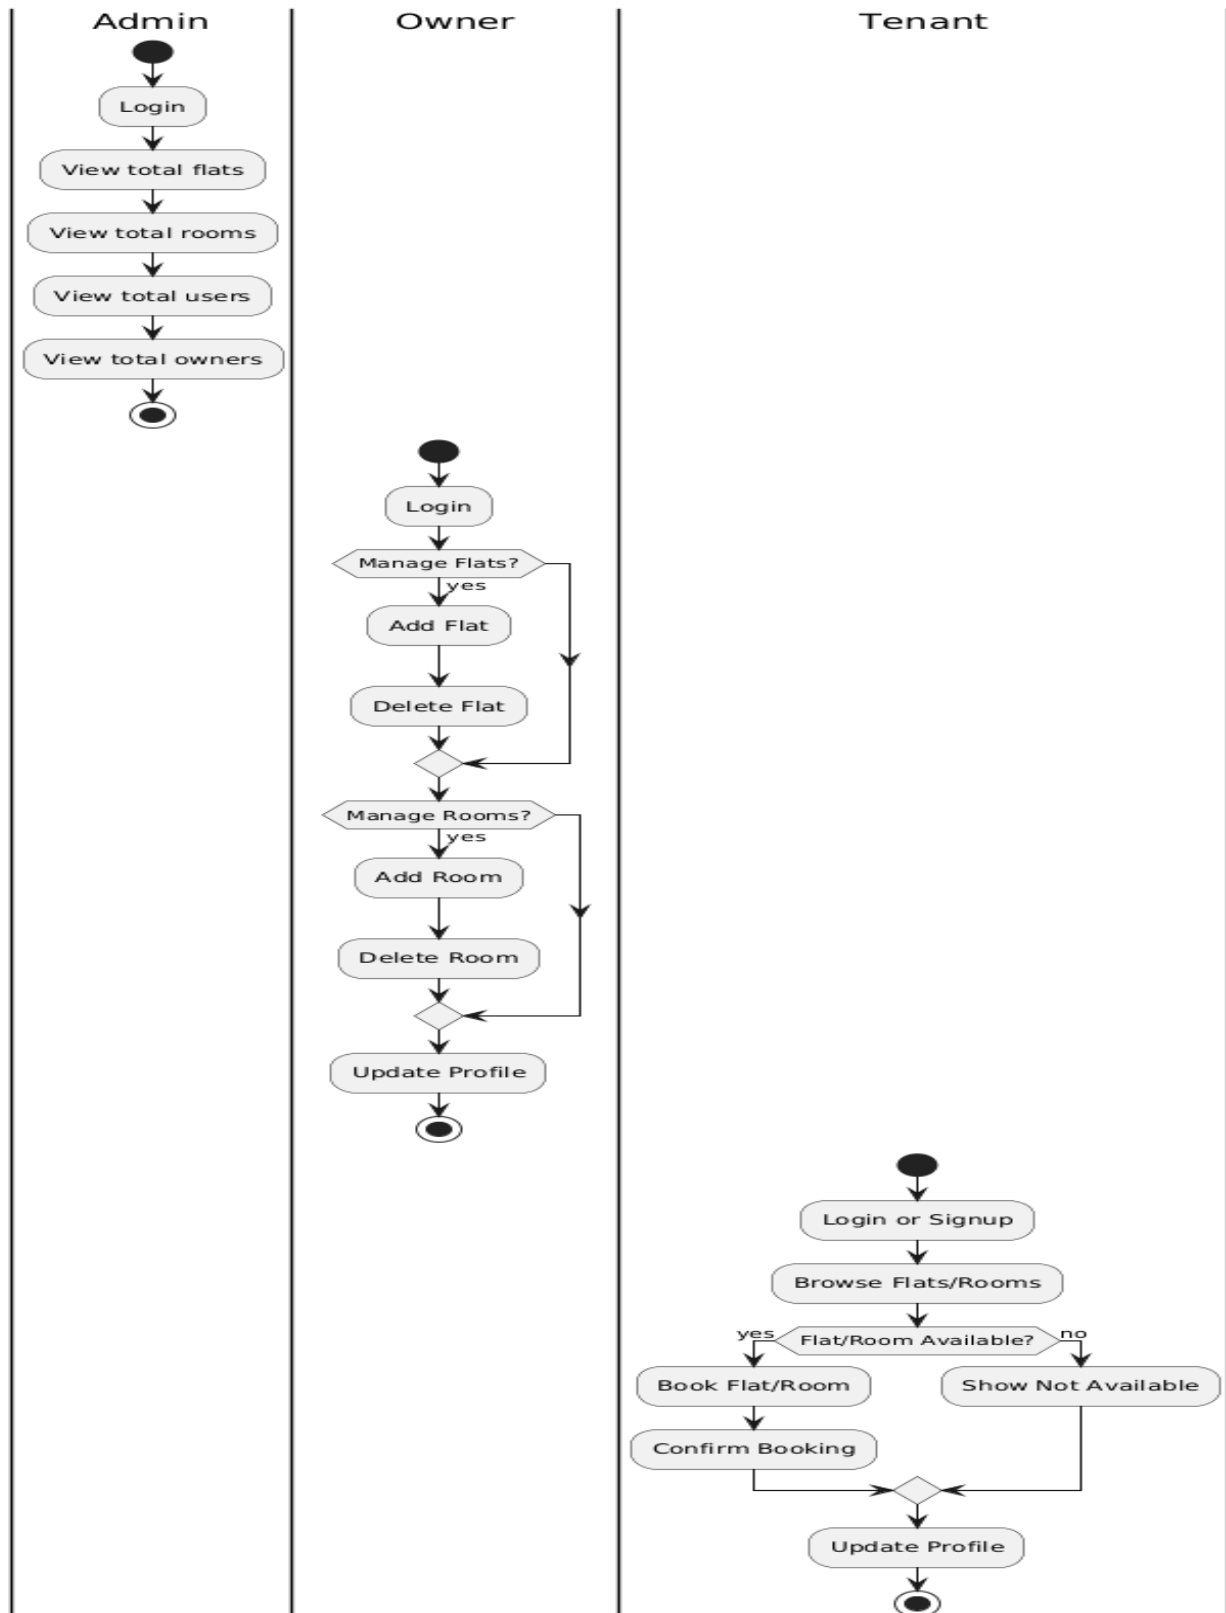 Admin
Owner
Tenant
Login
View total flats
View total rooms
View total users
View total owners
Login
Manage Flats?
yes
Add Flat
Delete Flat
Manage Rooms?
yes
Add Room
Delete Room
Update Profile
Login or Signup
Browse Flats/Rooms
yes
Flat/Room Available?
no
Book Flat/Room
Show Not Available
Confirm Booking
Update Profile